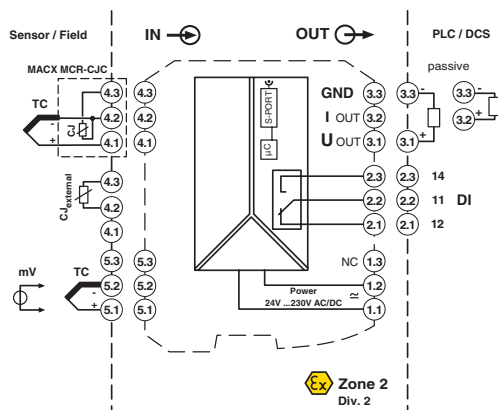 Sensor / Field
IN
OUT
PLC / DCS
MACX MCR-CJC
TC
CJ
-
+
4.3
4.2
4.1
4.3
4.2
4.1
S-PORT
µC
GND
I OUT
U OUT
3.3
3.2
3.1
3.3
3.1
-
+
passive
3.3
3.2
-
+
CJexternal
4.3
4.2
4.1
2.3
2.2
2.1
2.3
2.2
2.1
14
11
12
DI
mV
TC
-
+
5.3
5.2
5.1
5.3
5.2
5.1
NC
1.3
1.2
1.1
Power
24V ...230V AC/DC
≂
Ex
Zone 2
Div. 2